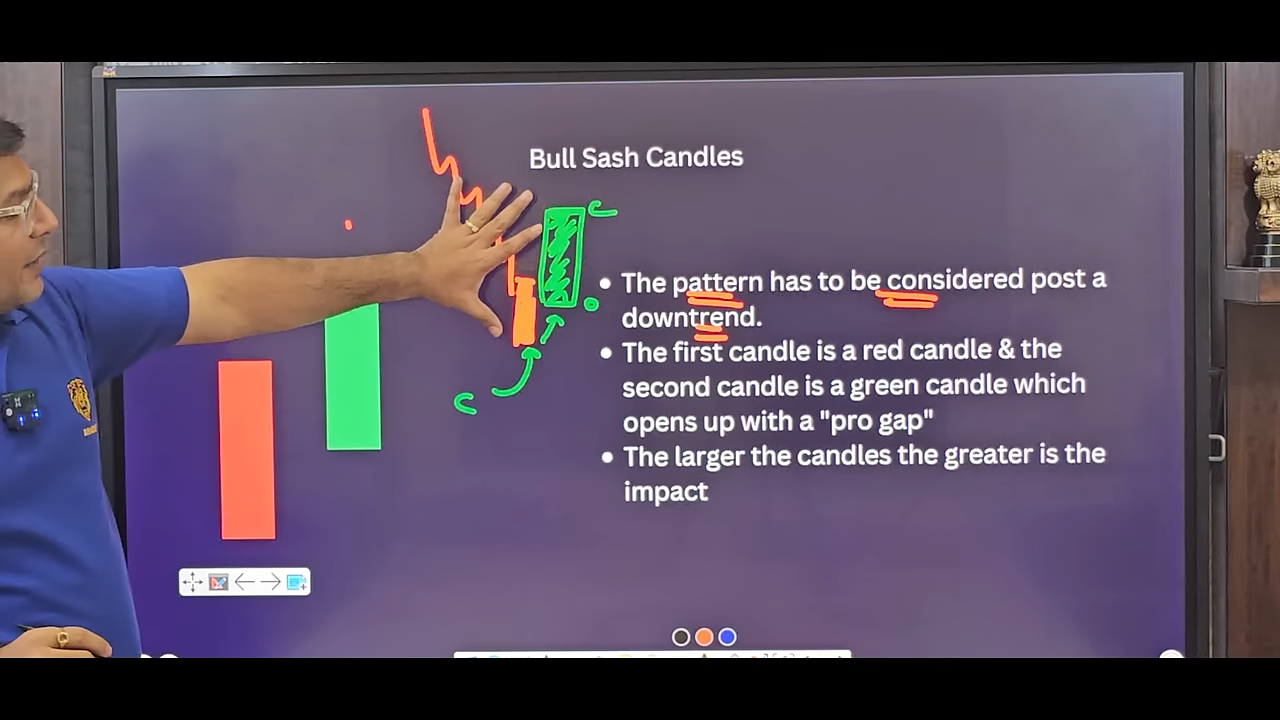 Bull Sash Candles
C
O
C
• The pattern has to be considered post a
downtrend.
• The first candle is a red candle & the
second candle is a green candle which
opens up with a "pro gap"
• The larger the candles the greater is the
impact